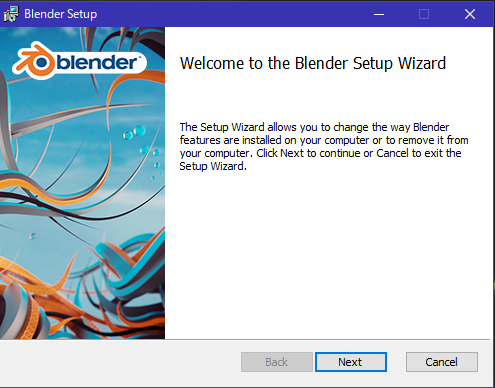 Blender Setup
blender
Welcome to the Blender Setup Wizard
The Setup Wizard allows you to change the way Blender
features are installed on your computer or to remove it from
your computer. Click Next to continue or Cancel to exit the
Setup Wizard.
Back
Next
Cancel